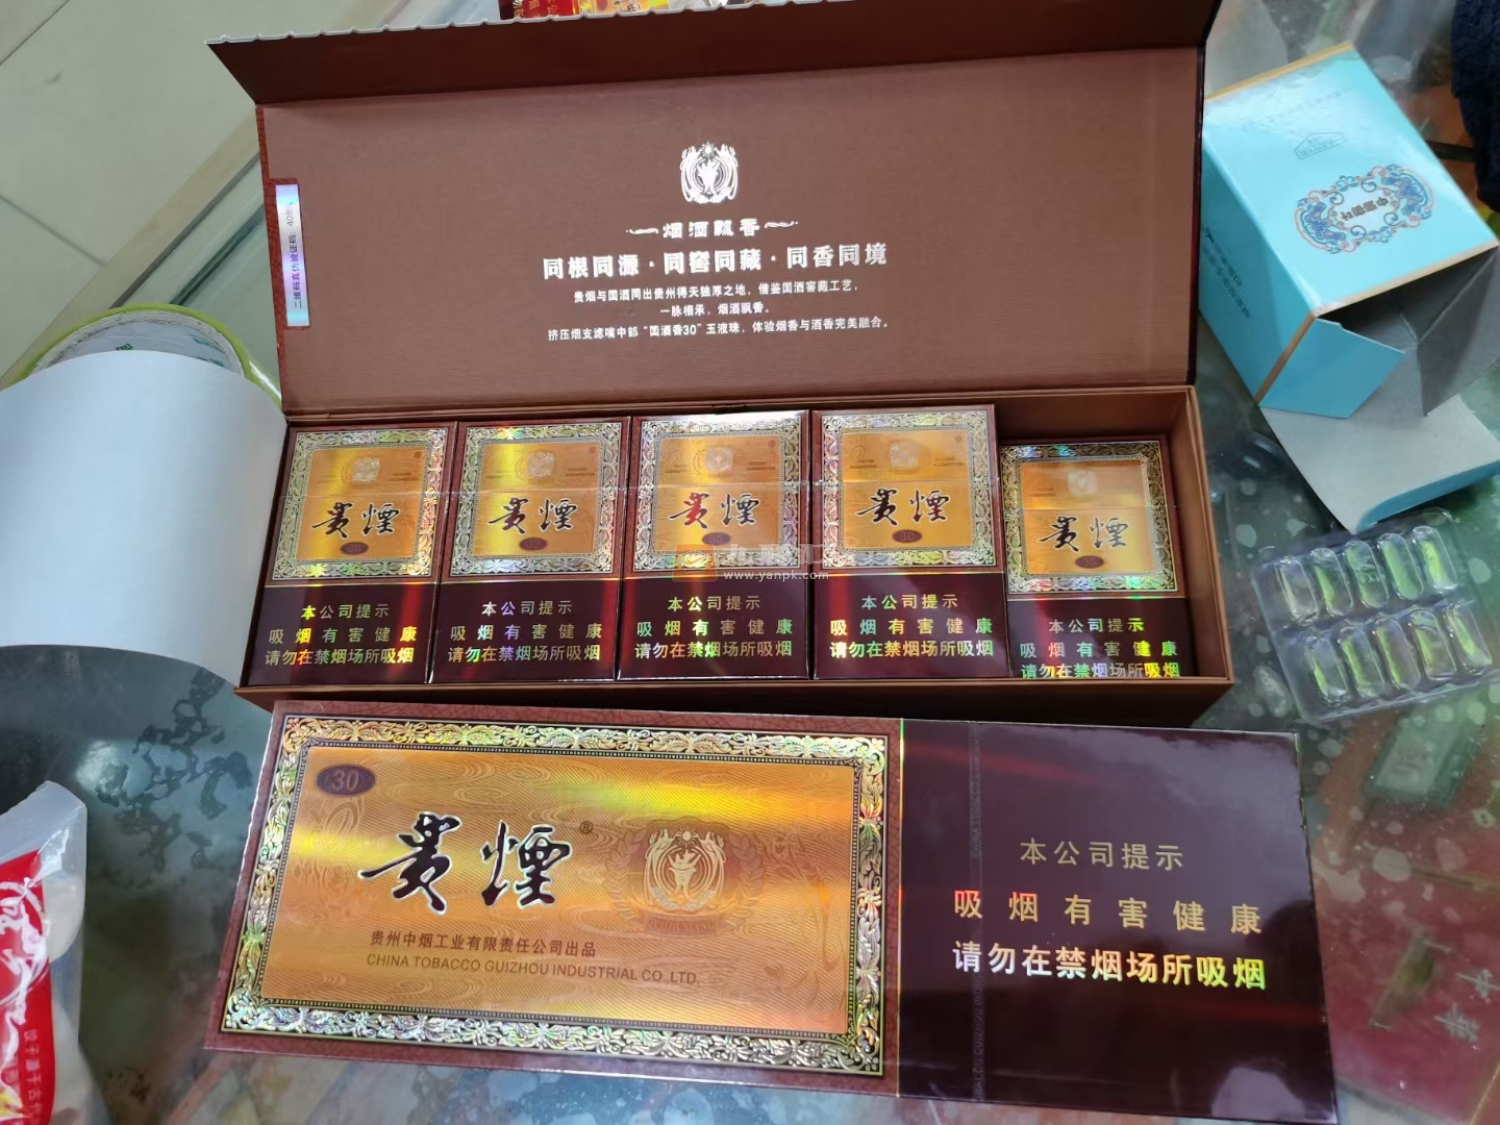 烟酒飘香
同根同源·同窖同藏·同香同境
贵烟与国酒同出贵州得天独厚之地，借鉴国酒窖藏工艺，
一脉相承，烟酒飘香。
挤压烟支滤嘴中部“国酒香30”玉液珠，体验烟香与酒香完美融合。
貴煙
本公司提示
吸烟有害健康
请勿在禁烟场所吸烟
貴煙
本公司提示
吸烟有害健康
请勿在禁烟场所吸烟
貴煙
本公司提示
吸烟有害健康
请勿在禁烟场所吸烟
貴煙
本公司提示
吸烟有害健康
请勿在禁烟场所吸烟
貴煙
本公司提示
吸烟有害健康
请勿在禁烟场所吸烟
www.yanpk.com
30
貴煙®
贵州中烟工业有限责任公司出品
CHINA TOBACCO GUIZHOU INDUSTRIAL CO.,LTD.
本公司提示
吸烟有害健康
请勿在禁烟场所吸烟